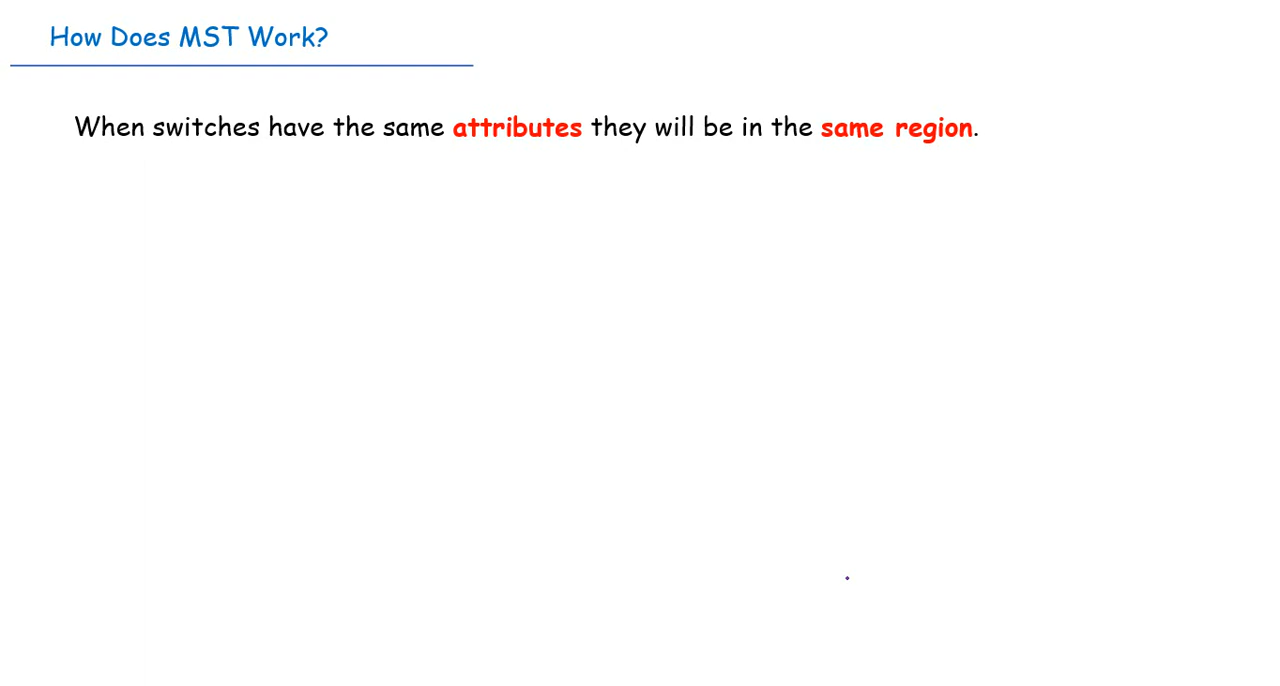 How Does MST Work?
When switches have the same attributes they will be in the same region.